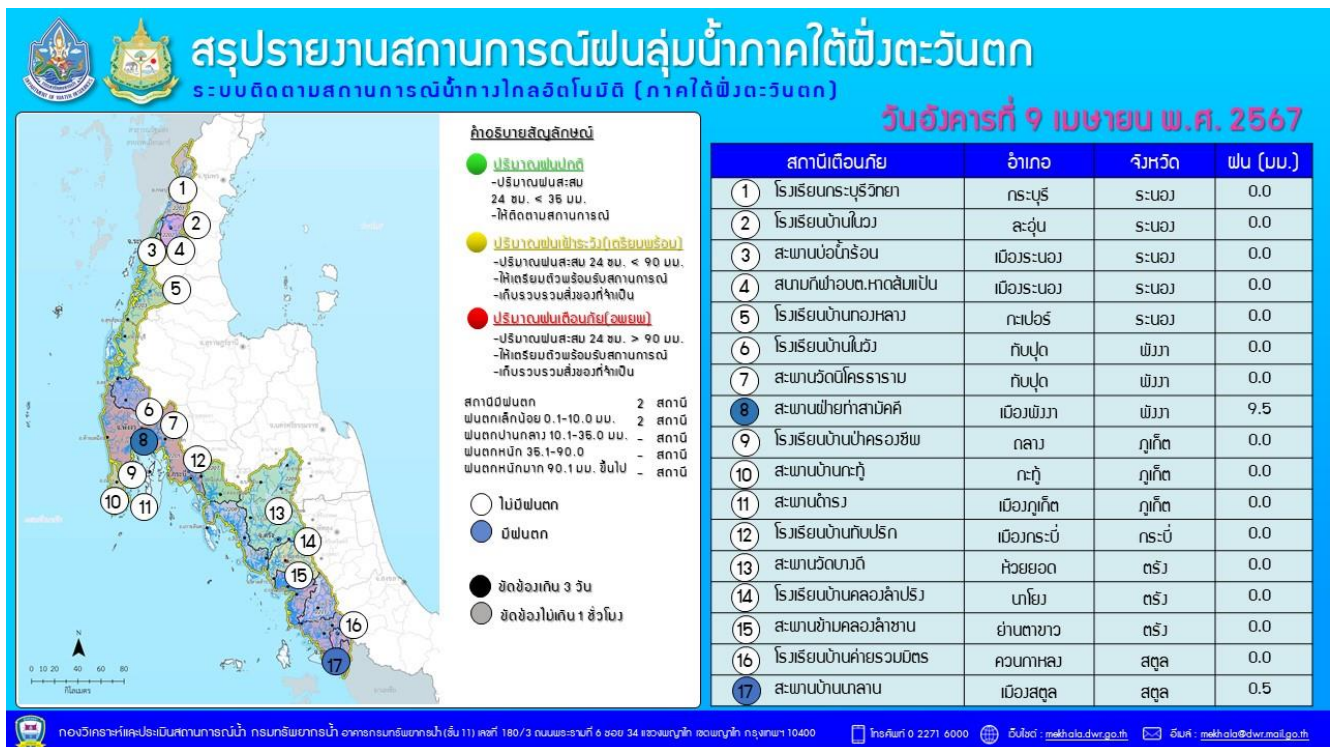 สรุปรายงานสถานการณ์ฝนลุ่มน้ำภาคใต้ฝั่งตะวันตก
ระบบติดตามสถานการณ์น้ำทางไกลอัตโนมัติ (ภาคใต้ฝั่งตะวันตก)
วันอังคารที่ 9 เมษายน พ.ศ. 2567
คำอธิบายสัญลักษณ์
ปริมาณฝนปกติ
-ปริมาณฝนสะสม
24 ชม. < 35 มม.
-ให้ติดตามสถานการณ์
ปริมาณฝนเฝ้าระวัง(เตรียมพร้อม)
-ปริมาณฝนสะสม 24 ชม. < 90 มม.
-ให้เตรียมตัวพร้อมรับสถานการณ์
-เก็บรวบรวมสิ่งของที่จำเป็น
ปริมาณฝนเตือนภัย(อพยพ)
-ปริมาณฝนสะสม 24 ชม. > 90 มม.
-ให้เตรียมตัวพร้อมรับสถานการณ์
-เก็บรวบรวมสิ่งของที่จำเป็น
สถานีมีฝนตก 2 สถานี
ฝนตกเล็กน้อย 0.1-10.0 มม. 2 สถานี
ฝนตกปานกลาง 10.1-35.0 มม. - สถานี
ฝนตกหนัก 35.1-90.0 - สถานี
ฝนตกหนักมาก 90.1 มม. ขึ้นไป - สถานี
ไม่มีฝนตก
มีฝนตก
ขัดข้องเกิน 3 วัน
ขัดข้องไม่เกิน 1 ชั่วโมง
1
2
3 4
5
6
7
8
12
9
10 11
13
14
15
16
17
N
0 10 20 40 60 80
กิโลเมตร
สถานีเตือนภัย อำเภอ จังหวัด ฝน (มม.)
1 โรงเรียนกระบุรีวิทยา กระบุรี ระนอง 0.0
2 โรงเรียนบ้านในวง ละอุ่น ระนอง 0.0
3 สะพานบ่อน้ำร้อน เมืองระนอง ระนอง 0.0
4 สนามกีฬาอบต.หาดส้มแป้น เมืองระนอง ระนอง 0.0
5 โรงเรียนบ้านทองหลาง กะเปอร์ ระนอง 0.0
6 โรงเรียนบ้านในวัง ทับปุด พังงา 0.0
7 สะพานวัดนิโครธาราม ทับปุด พังงา 0.0
8 สะพานฝ่ายท่าสามัคคี เมืองพังงา พังงา 9.5
9 โรงเรียนบ้านป่าครองชีพ ถลาง ภูเก็ต 0.0
10 สะพานบ้านกะทู้ กะทู้ ภูเก็ต 0.0
11 สะพานดำรง เมืองภูเก็ต ภูเก็ต 0.0
12 โรงเรียนบ้านทับปริก เมืองกระบี่ กระบี่ 0.0
13 สะพานวัดบางดี ห้วยยอด ตรัง 0.0
14 โรงเรียนบ้านคลองลำปริง นาโยง ตรัง 0.0
15 สะพานข้ามคลองลำชาน ย่านตาขาว ตรัง 0.0
16 โรงเรียนบ้านค่ายรวมมิตร ควนกาหลง สตูล 0.0
17 สะพานบ้านนาลาน เมืองสตูล สตูล 0.5
กองวิเคราะห์และประเมินสถานการณ์น้ำ กรมทรัพยากรน้ำ อาคารกรมทรัพยากรน้ำ (ชั้น 11) เลขที่ 180/3 ถนนพระรามที่ 6 ซอย 34 แขวงพญาไท เขตพญาไท กรุงเทพฯ 10400 โทรศัพท์ 0 2271 6000 เว็บไซต์ : mekhala.dwr.go.th อีเมล์ : mekhala@dwr.mail.go.th